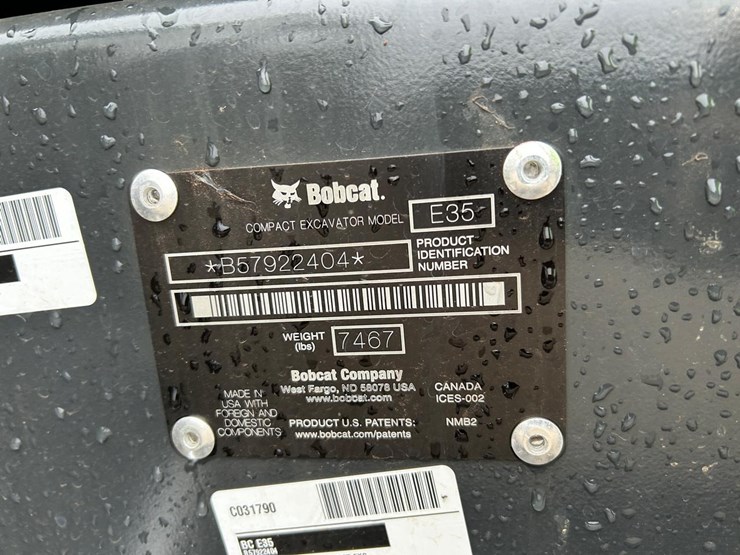 Bobcat.
COMPACT EXCAVATOR MODEL E35
*B57922404*
PRODUCT
IDENTIFICATION
NUMBER
WEIGHT
(lbs)
7467
Bobcat Company
West Fargo, ND 58078 USA
www.bobcat.com
MADE IN
USA WITH
FOREIGN AND
DOMESTIC
COMPONENTS
PRODUCT U.S. PATENTS:
www.bobcat.com/patents
CANADA
ICES-002
NMB2
C031790
BC E35
B57922404